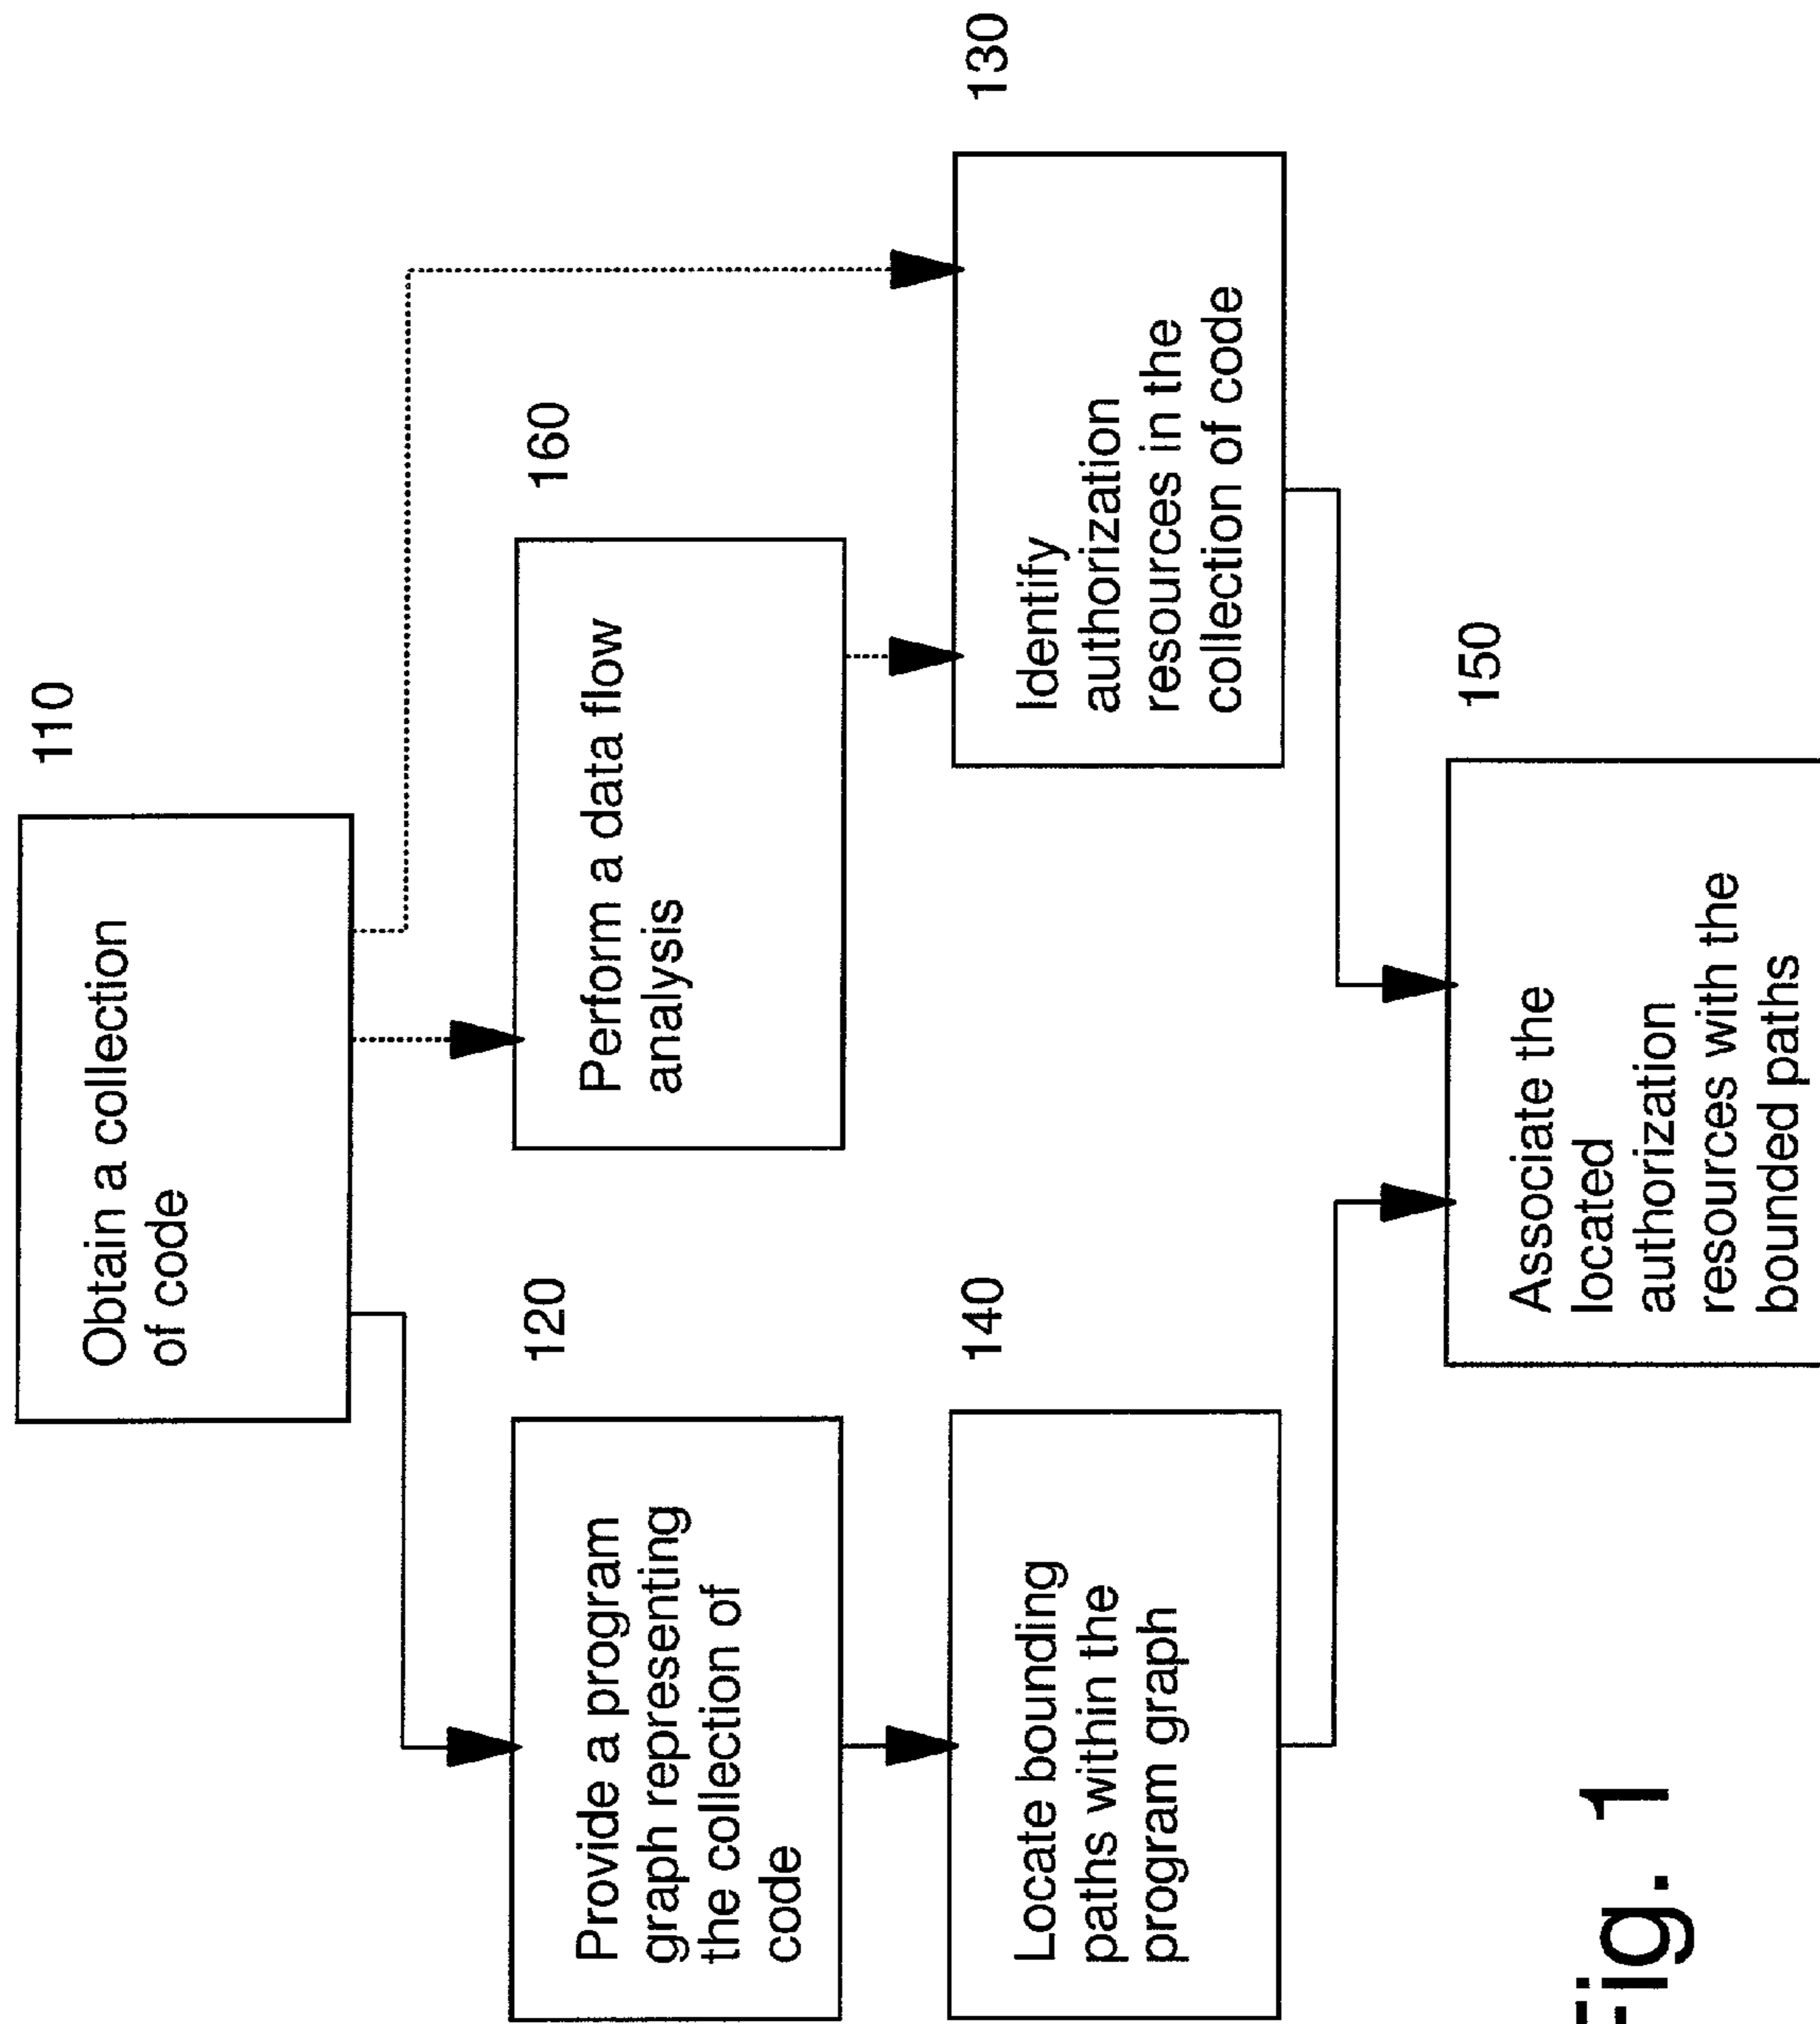 110
Obtain a collection
of code
120
Provide a program
graph representing
the collection of
code
160
Perform a data flow
analysis
140
Locate bounding
paths within the
program graph
130
Identify
authorization
resources in the
collection of code
150
Associate the
located
authorization
resources with the
bounded paths
Fig. 1